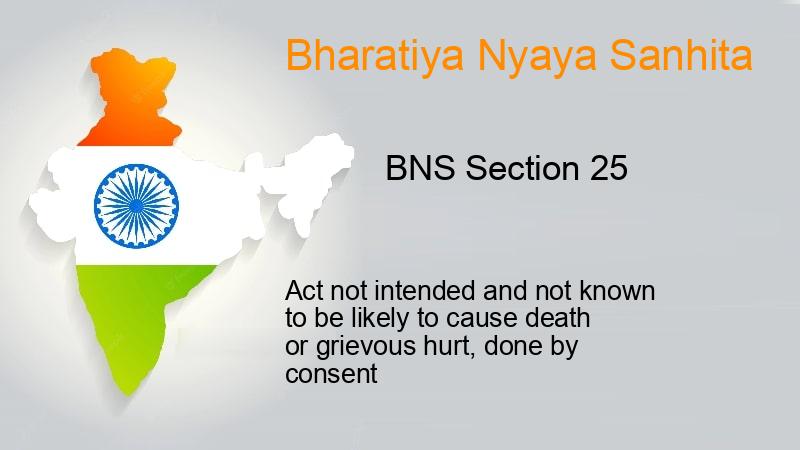 Bharatiya Nyaya Sanhita
BNS Section 25
Act not intended and not known
to be likely to cause death
or grievous hurt, done by
consent